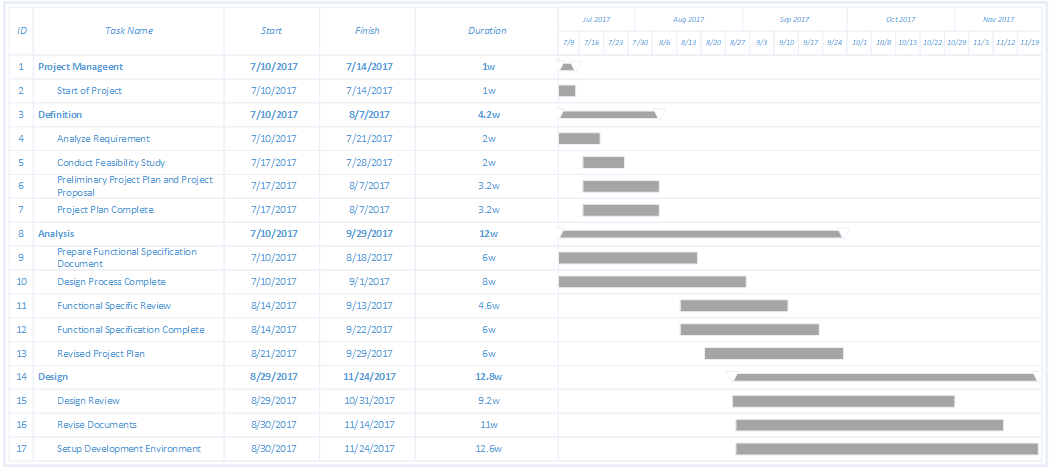 ID Task Name Start Finish Duration Jul 2017 Aug 2017 Sep 2017 Oct 2017 Nov 2017
7/9 7/16 7/23 7/30 8/6 8/13 8/20 8/27 9/3 9/10 9/17 9/24 10/1 10/8 10/15 10/22 10/29 11/5 11/12 11/19
1 Project Manageent 7/10/2017 7/14/2017 1w
2 Start of Project 7/10/2017 7/14/2017 1w
3 Definition 7/10/2017 8/7/2017 4.2w
4 Analyze Requirement 7/10/2017 7/21/2017 2w
5 Conduct Feasibility Study 7/17/2017 7/28/2017 2w
6 Preliminary Project Plan and Project
Proposal 7/17/2017 8/7/2017 3.2w
7 Project Plan Complete 7/17/2017 8/7/2017 3.2w
8 Analysis 7/10/2017 9/29/2017 12w
9 Prepare Functional Specification
Document 7/10/2017 8/18/2017 6w
10 Design Process Complete 7/10/2017 9/1/2017 8w
11 Functional Specific Review 8/14/2017 9/13/2017 4.6w
12 Functional Specification Complete 8/14/2017 9/22/2017 6w
13 Revised Project Plan 8/21/2017 9/29/2017 6w
14 Design 8/29/2017 11/24/2017 12.8w
15 Design Review 8/29/2017 10/31/2017 9.2w
16 Revise Documents 8/30/2017 11/14/2017 11w
17 Setup Development Environment 8/30/2017 11/24/2017 12.6w